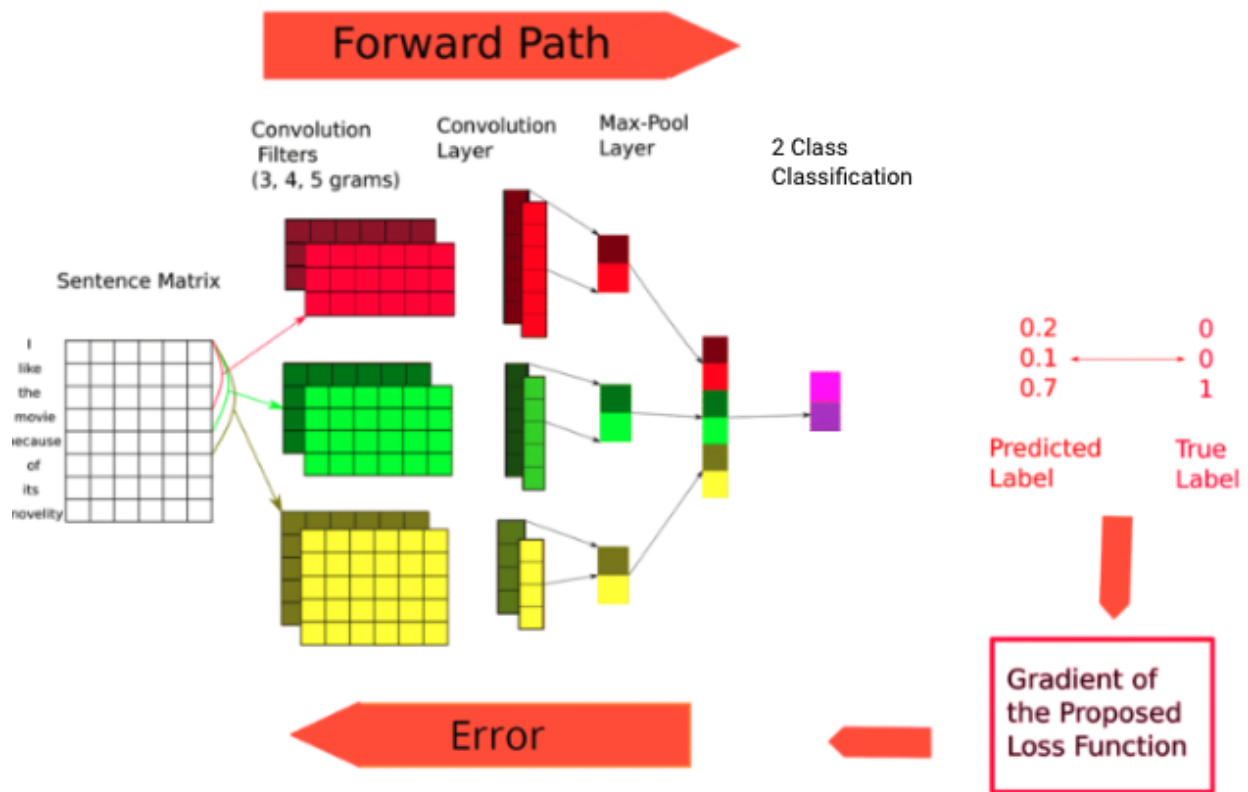 Forward Path
Convolution
Filters
(3, 4, 5 grams)
Convolution
Layer
Max-Pool
Layer
2 Class
Classification
Sentence Matrix
I
like
the
movie
because
of
its
novelity
0.2
0.1
0.7
0
0
1
Predicted
Label
True
Label
Gradient of
the Proposed
Loss Function
Error